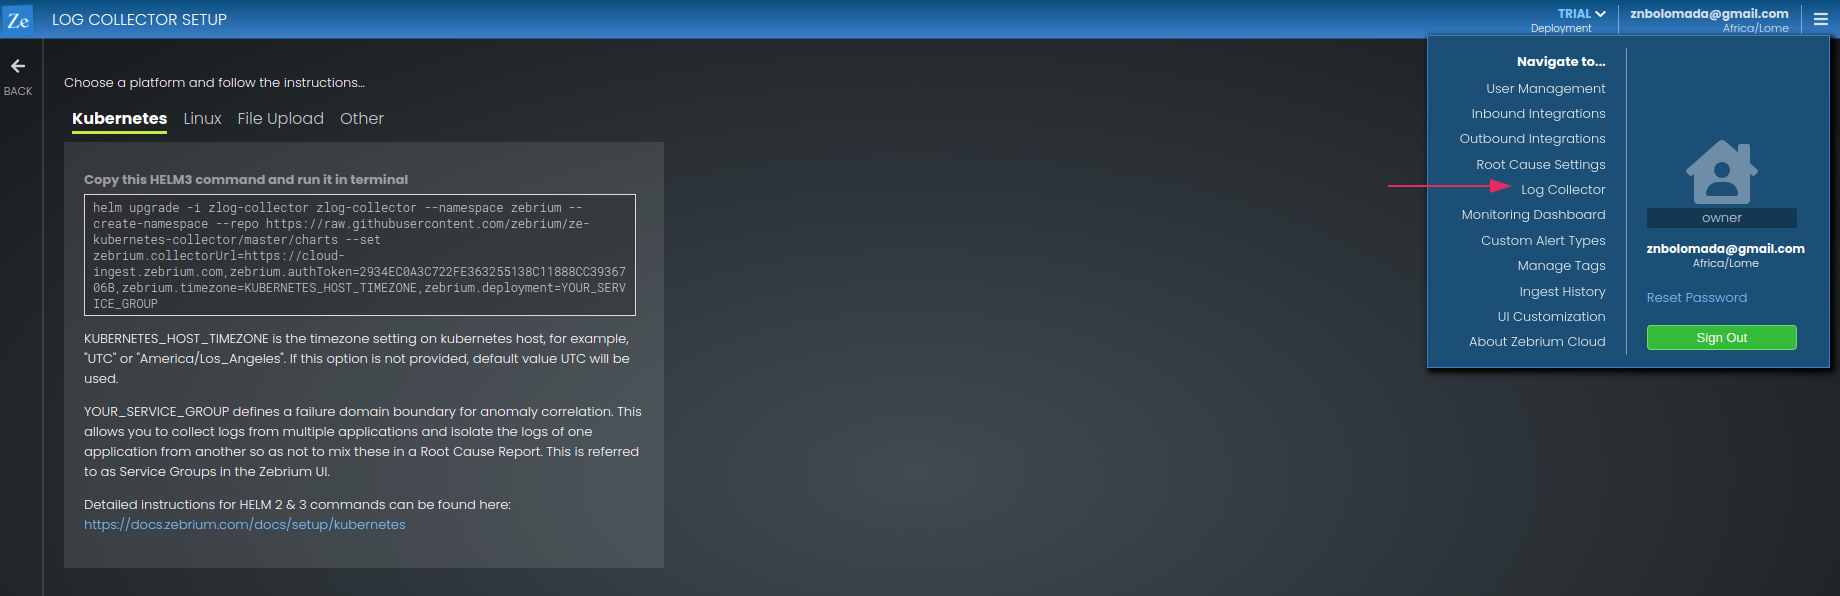 Ze LOG COLLECTOR SETUP
TRIAL
Deployment
znbolomada@gmail.com
Africa/Lome
BACK
Choose a platform and follow the instructions...
Kubernetes Linux File Upload Other
Copy this HELM3 command and run it in terminal
helm upgrade -i zlog-collector zlog-collector --namespace zebrium --
create-namespace --repo https://raw.githubusercontent.com/zebrium/ze-
kubernetes-collector/master/charts --set
zebrium.collectorUrl=https://cloud-
ingest.zebrium.com,zebrium.authToken=2934EC0A3C722FE363255138C11888CC39367
06B,zebrium.timezone=KUBERNETES_HOST_TIMEZONE,zebrium.deployment=YOUR_SERV
ICE_GROUP
KUBERNETES_HOST_TIMEZONE is the timezone setting on kubernetes host, for example,
"UTC" or "America/Los_Angeles". If this option is not provided, default value UTC will be
used.
YOUR_SERVICE_GROUP defines a failure domain boundary for anomaly correlation. This
allows you to collect logs from multiple applications and isolate the logs of one
application from another so as not to mix these in a Root Cause Report. This is referred
to as Service Groups in the Zebrium UI.
Detailed instructions for HELM 2 & 3 commands can be found here:
https://docs.zebrium.com/docs/setup/kubernetes
Navigate to...
User Management
Inbound Integrations
Outbound Integrations
Root Cause Settings
Log Collector
Monitoring Dashboard
Custom Alert Types
Manage Tags
Ingest History
UI Customization
About Zebrium Cloud
owner
znbolomada@gmail.com
Africa/Lome
Reset Password
Sign Out